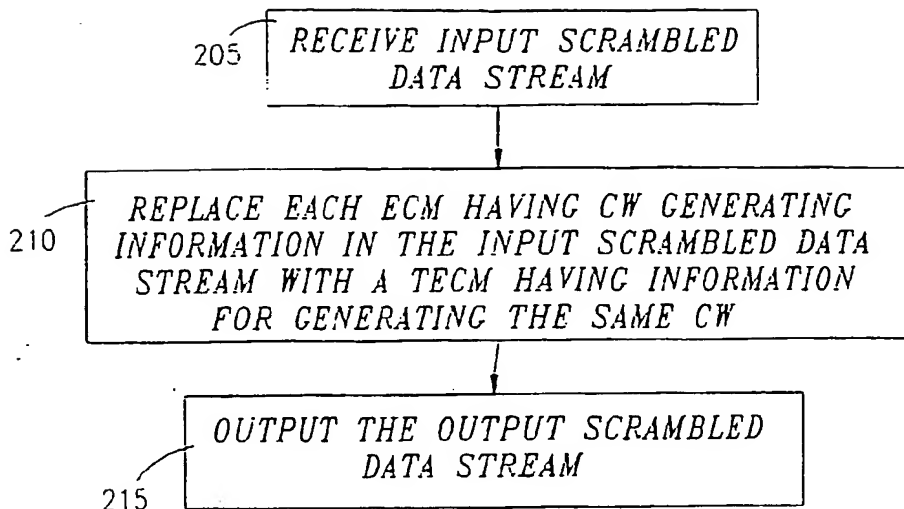 205
RECEIVE INPUT SCRAMBLED
DATA STREAM
210
REPLACE EACH ECM HAVING CW GENERATING
INFORMATION IN THE INPUT SCRAMBLED DATA
STREAM WITH A TECM HAVING INFORMATION
FOR GENERATING THE SAME CW
OUTPUT THE OUTPUT SCRAMBLED
DATA STREAM
215